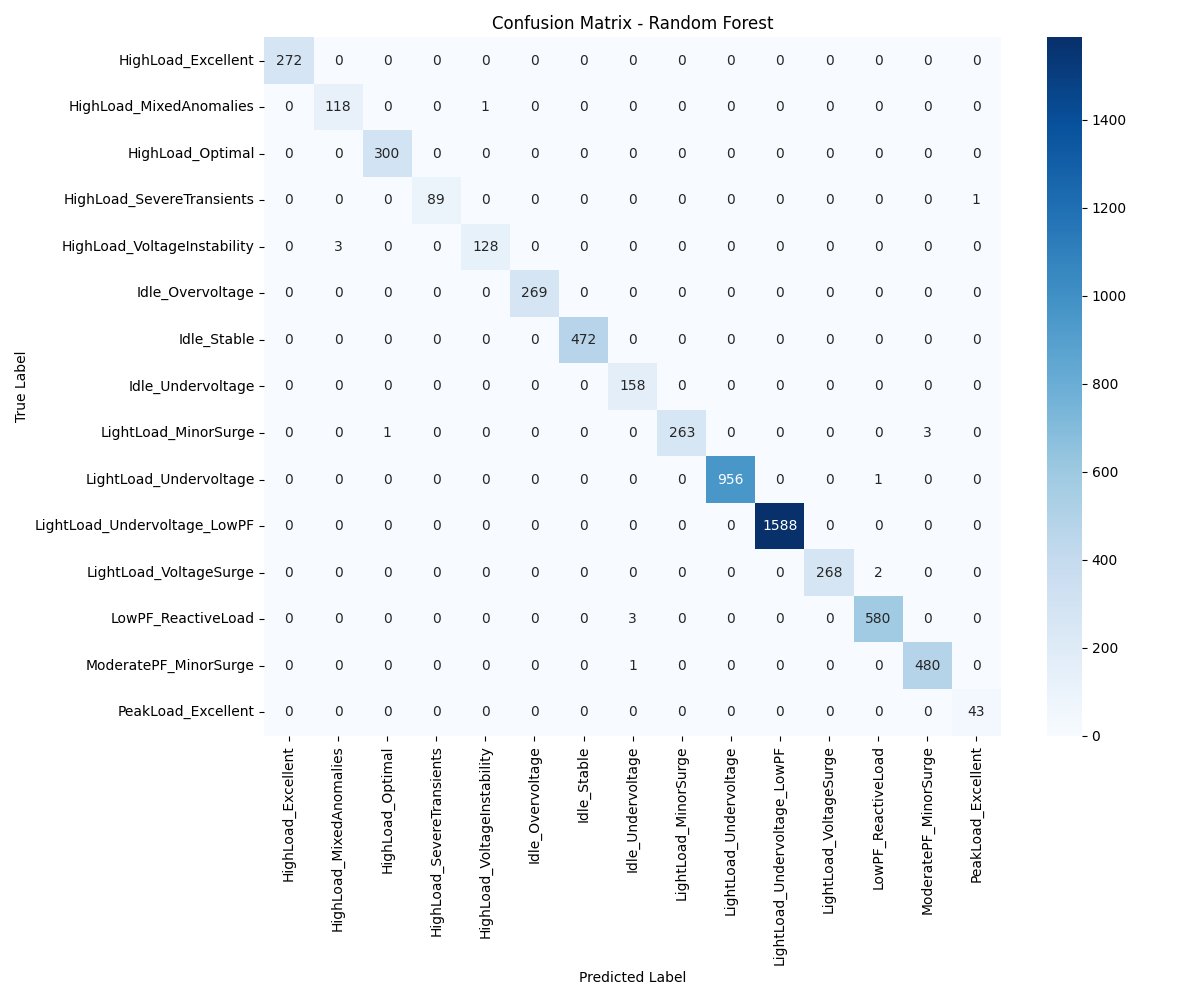 Confusion Matrix - Random Forest
True Label
HighLoad_Excellent 272 0 0 0 0 0 0 0 0 0 0 0 0 0 0
HighLoad_MixedAnomalies 0 118 0 0 1 0 0 0 0 0 0 0 0 0 0
HighLoad_Optimal 0 0 300 0 0 0 0 0 0 0 0 0 0 0 0
HighLoad_SevereTransients 0 0 0 89 0 0 0 0 0 0 0 0 0 0 1
HighLoad_VoltageInstability 0 3 0 0 128 0 0 0 0 0 0 0 0 0 0
Idle_Overvoltage 0 0 0 0 0 269 0 0 0 0 0 0 0 0 0
Idle_Stable 0 0 0 0 0 0 472 0 0 0 0 0 0 0 0
Idle_Undervoltage 0 0 0 0 0 0 0 158 0 0 0 0 0 0 0
LightLoad_MinorSurge 0 0 1 0 0 0 0 0 263 0 0 0 0 3 0
LightLoad_Undervoltage 0 0 0 0 0 0 0 0 0 956 0 0 1 0 0
LightLoad_Undervoltage_LowPF 0 0 0 0 0 0 0 0 0 0 1588 0 0 0 0
LightLoad_VoltageSurge 0 0 0 0 0 0 0 0 0 0 0 268 2 0 0
LowPF_ReactiveLoad 0 0 0 0 0 0 0 3 0 0 0 0 580 0 0
ModeratePF_MinorSurge 0 0 0 0 0 0 0 1 0 0 0 0 0 480 0
PeakLoad_Excellent 0 0 0 0 0 0 0 0 0 0 0 0 0 0 43
HighLoad_Excellent
HighLoad_MixedAnomalies
HighLoad_Optimal
HighLoad_SevereTransients
HighLoad_VoltageInstability
Idle_Overvoltage
Idle_Stable
Idle_Undervoltage
LightLoad_MinorSurge
LightLoad_Undervoltage
LightLoad_Undervoltage_LowPF
LightLoad_VoltageSurge
LowPF_ReactiveLoad
ModeratePF_MinorSurge
PeakLoad_Excellent
Predicted Label
1400
1200
1000
800
600
400
200
0